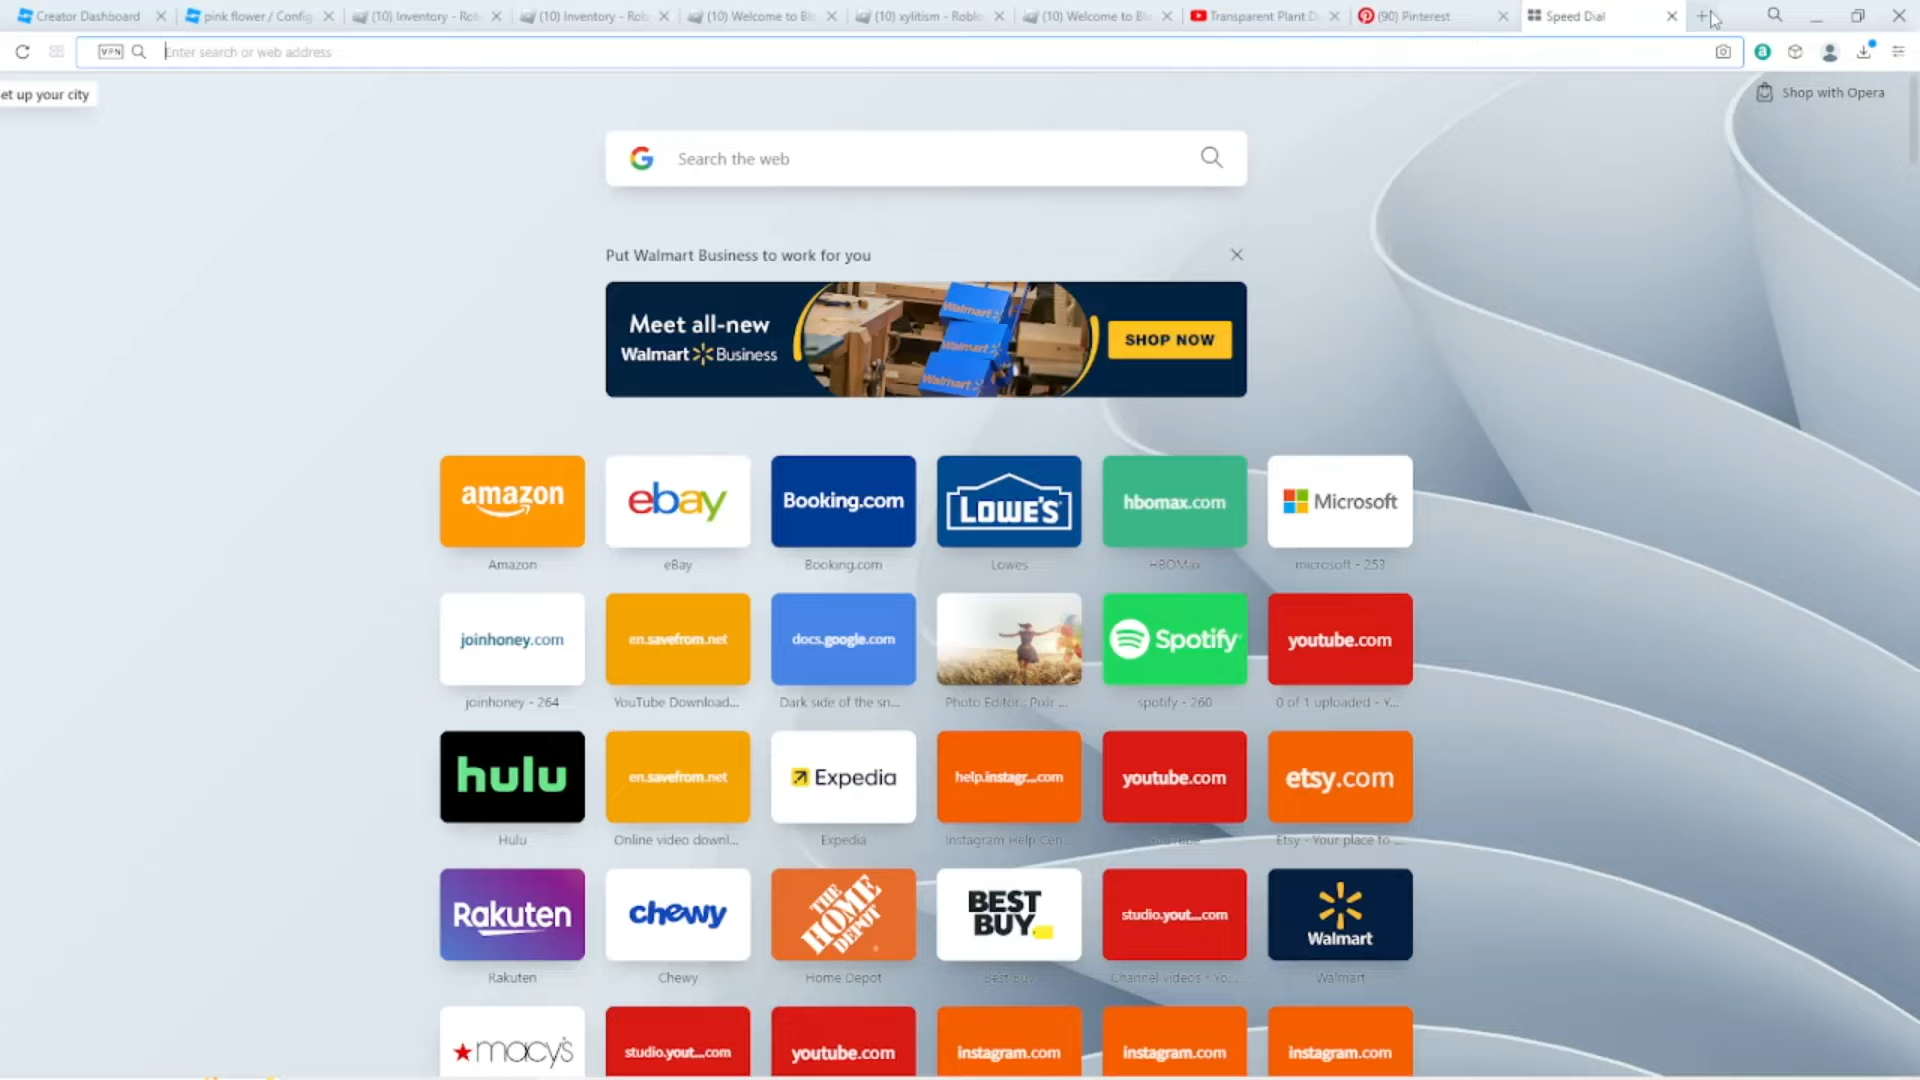 Creator Dashboard
pink flower / Config
(10) Inventory - Rob
(10) Inventory - Rob
(10) Welcome to Bl
(10) xylitism - Roblo
(10) Welcome to Blo
Transparent Plant D
(90) Pinterest
Speed Dial
VPN
Enter search or web address
et up your city
Shop with Opera
Search the web
Put Walmart Business to work for you
Meet all-new
Walmart Business
Walmart
Walmart
Walmart
SHOP NOW
amazon
ebay
Booking.com
LOWE'S
hbomax.com
Microsoft
Amazon
eBay
Booking.com
Lowes
HBOMax
microsoft - 253
joinhoney.com
en.savefrom.net
docs.google.com
Spotify
youtube.com
joinhoney - 264
YouTube Download...
Dark side of the sn...
Photo Editor : Pixlr ...
spotify - 260
0 of 1 uploaded - Y...
hulu
en.savefrom.net
Expedia
help.instagr...com
youtube.com
etsy.com
Hulu
Online video downl...
Expedia
Instagram Help Cen...
YouTube
Etsy - Your place to ...
Rakuten
chewy
THE HOME DEPOT
BEST BUY
studio.yout...com
Walmart
Rakuten
Chewy
Home Depot
Best Buy
Channel videos - Yo...
Walmart
macy's
studio.yout...com
youtube.com
instagram.com
instagram.com
instagram.com